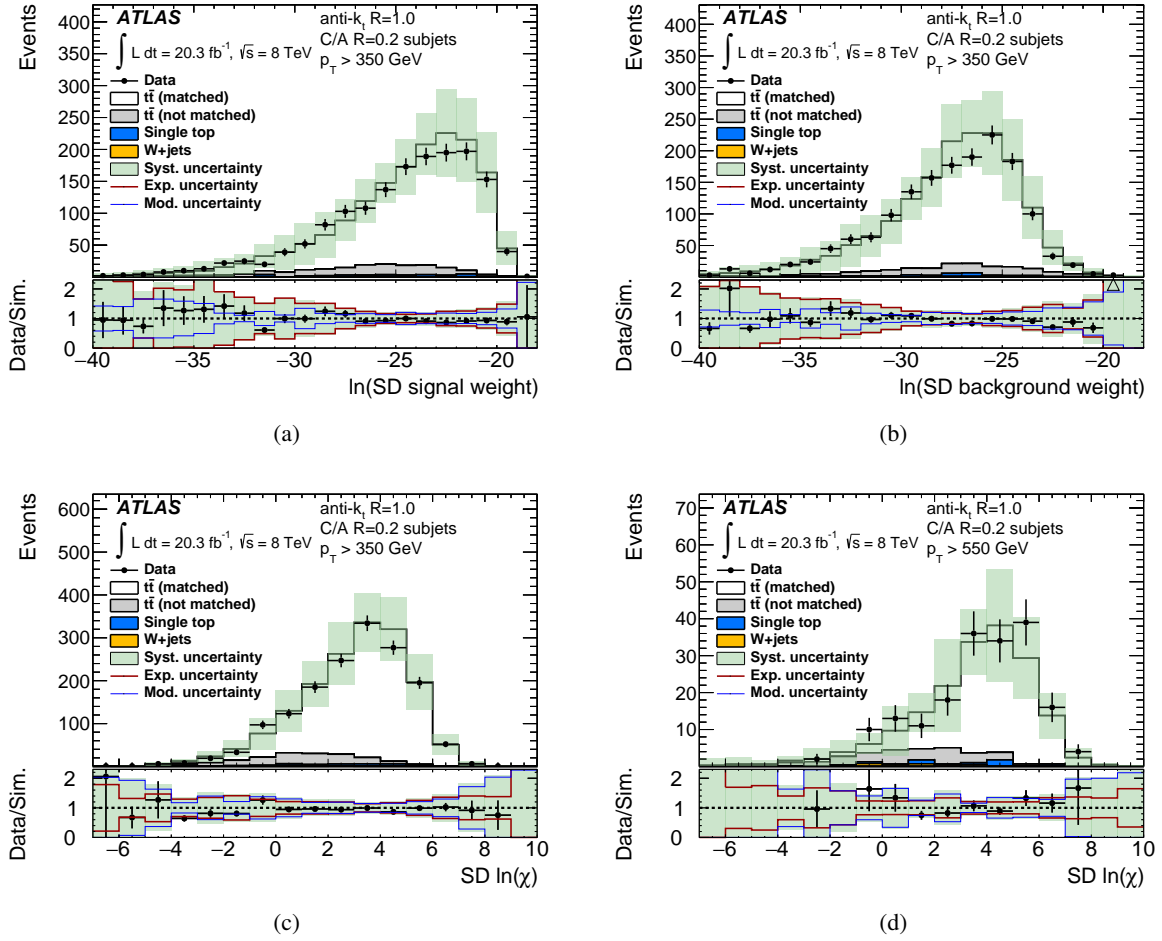 ATLAS
anti-k_t R=1.0
∫ L dt = 20.3 fb⁻¹, √s = 8 TeV
C/A R=0.2 subjets
p_T > 350 GeV
Data
tt̄ (matched)
tt̄ (not matched)
Single top
W+jets
Syst. uncertainty
Exp. uncertainty
Mod. uncertainty
Events
400
350
300
250
200
150
100
50
Data/Sim.
2
1
0
−40 −35 −30 −25 −20
ln(SD signal weight)
(a)
ATLAS
anti-k_t R=1.0
∫ L dt = 20.3 fb⁻¹, √s = 8 TeV
C/A R=0.2 subjets
p_T > 350 GeV
Data
tt̄ (matched)
tt̄ (not matched)
Single top
W+jets
Syst. uncertainty
Exp. uncertainty
Mod. uncertainty
Events
400
350
300
250
200
150
100
50
Data/Sim.
2
1
0
−40 −35 −30 −25 −20
ln(SD background weight)
(b)
ATLAS
anti-k_t R=1.0
∫ L dt = 20.3 fb⁻¹, √s = 8 TeV
C/A R=0.2 subjets
p_T > 350 GeV
Data
tt̄ (matched)
tt̄ (not matched)
Single top
W+jets
Syst. uncertainty
Exp. uncertainty
Mod. uncertainty
Events
600
500
400
300
200
100
Data/Sim.
2
1
0
−6 −4 −2 0 2 4 6 8 10
SD ln(χ)
(c)
ATLAS
anti-k_t R=1.0
∫ L dt = 20.3 fb⁻¹, √s = 8 TeV
C/A R=0.2 subjets
p_T > 550 GeV
Data
tt̄ (matched)
tt̄ (not matched)
Single top
W+jets
Syst. uncertainty
Exp. uncertainty
Mod. uncertainty
Events
70
60
50
40
30
20
10
Data/Sim.
2
1
0
−6 −4 −2 0 2 4 6 8 10
SD ln(χ)
(d)